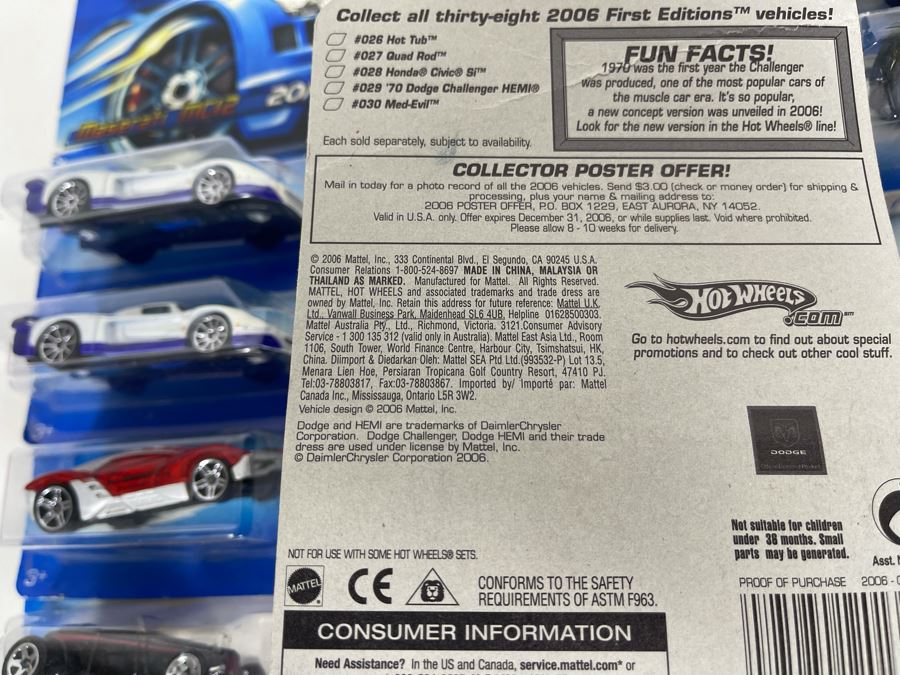 Collect all thirty-eight 2006 First Editions™ vehicles!
#026 Hot Tub™
#027 Quad Rod™
#028 Honda® Civic® Si™
#029 '70 Dodge Challenger HEMI®
#030 Med-Evil™
Each sold separately, subject to availability.
FUN FACTS!
1970 was the first year the Challenger
was produced, one of the most popular cars of
the muscle car era. It's so popular,
a new concept version was unveiled in 2006!
Look for the new version in the Hot Wheels® line!
COLLECTOR POSTER OFFER!
Mail in today for a photo record of all the 2006 vehicles. Send $3.00 (check or money order) for shipping &
processing, plus your name & mailing address to:
2006 POSTER OFFER, P.O. BOX 1229, EAST AURORA, NY 14052.
Valid in U.S.A. only. Offer expires December 31, 2006, or while supplies last. Void where prohibited.
Please allow 8 - 10 weeks for delivery.
© 2006 Mattel, Inc., 333 Continental Blvd., El Segundo, CA 90245 U.S.A.
Consumer Relations 1-800-524-8697 MADE IN CHINA, MALAYSIA OR
THAILAND AS MARKED. Manufactured for Mattel. All Rights Reserved.
MATTEL, HOT WHEELS and associated trademarks and trade dress are
owned by Mattel, Inc. Retain this address for future reference: Mattel U.K.
Ltd., Vanwall Business Park, Maidenhead SL6 4UB. Helpline 01628500303.
Mattel Australia Pty., Ltd., Richmond, Victoria. 3121.Consumer Advisory
Service - 1 300 135 312 (valid only in Australia). Mattel East Asia Ltd., Room
1106, South Tower, World Finance Centre, Harbour City, Tsimshatsui, HK,
China. Diimport & Diedarkan Oleh: Mattel SEA Ptd Ltd.(993532-P) Lot 13.5,
Menara Lien Hoe, Persiaran Tropicana Golf Country Resort, 47410 PJ.
Tel:03-78803817, Fax:03-78803867. Imported by/ Importé par: Mattel
Canada Inc., Mississauga, Ontario L5R 3W2.
Vehicle design © 2006 Mattel, Inc.
Dodge and HEMI are trademarks of DaimlerChrysler
Corporation. Dodge Challenger, Dodge HEMI and their trade
dress are used under license by Mattel, Inc.
© DaimlerChrysler Corporation 2006.
HOT WHEELS
.COM™
Go to hotwheels.com to find out about special
promotions and to check out other cool stuff.
DODGE
Official Licensed Product
Not suitable for children
under 36 months. Small
parts may be generated.
Asst.
PROOF OF PURCHASE 2006 -
NOT FOR USE WITH SOME HOT WHEELS® SETS.
MATTEL
CE
CONFORMS TO THE SAFETY
REQUIREMENTS OF ASTM F963.
CONSUMER INFORMATION
Need Assistance? In the US and Canada, service.mattel.com* or
Maserati MC12
200
3+
3+